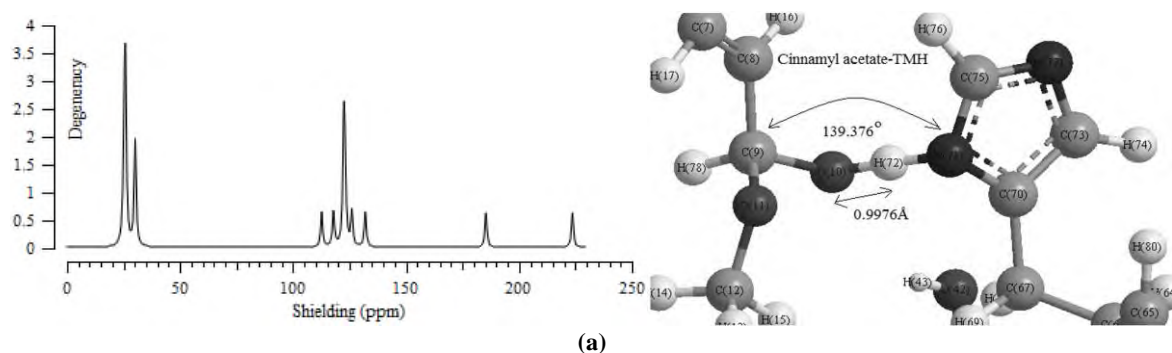 Degeneracy
4
3.5
3
2.5
2
1.5
1
0.5
0
0
50
100
150
200
250
Shielding (ppm)
C(7)
H(16)
C(8)
H(17)
Cinnamyl acetate-TMH
H(76)
C(75)
139.376°
C(73)
H(74)
C(9)
H(78)
H(72)
C(70)
0.9976Å
C(12)
H(15)
H(43)
C(67)
H(69)
H(80)
C(65)
(a)